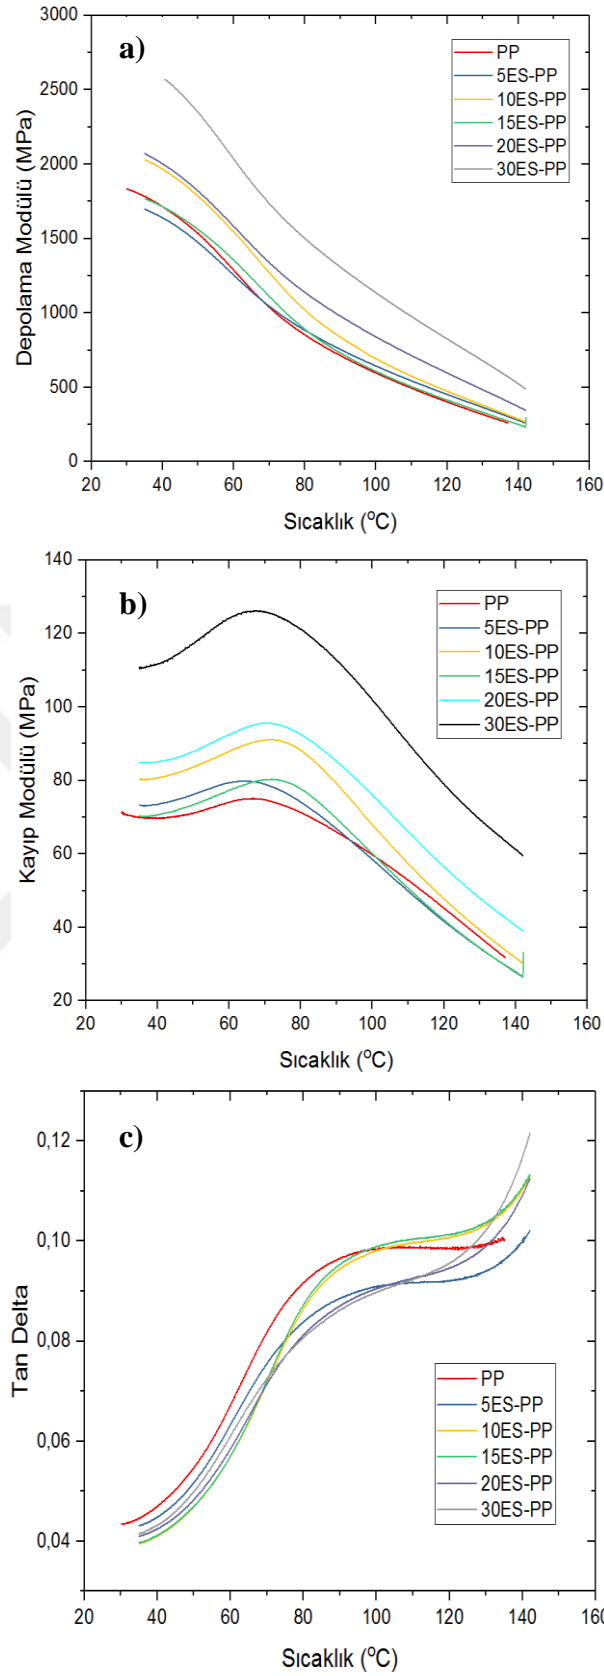 a)
3000
2500
2000
1500
1000
500
0
Depolama Modülü (MPa)
PP
5ES-PP
10ES-PP
15ES-PP
20ES-PP
30ES-PP
20 40 60 80 100 120 140 160
Sıcaklık (°C)
b)
140
120
100
80
60
40
20
Kayıp Modülü (MPa)
PP
5ES-PP
10ES-PP
15ES-PP
20ES-PP
30ES-PP
20 40 60 80 100 120 140 160
Sıcaklık (°C)
c)
0,12
0,10
0,08
0,06
0,04
Tan Delta
PP
5ES-PP
10ES-PP
15ES-PP
20ES-PP
30ES-PP
20 40 60 80 100 120 140 160
Sıcaklık (°C)